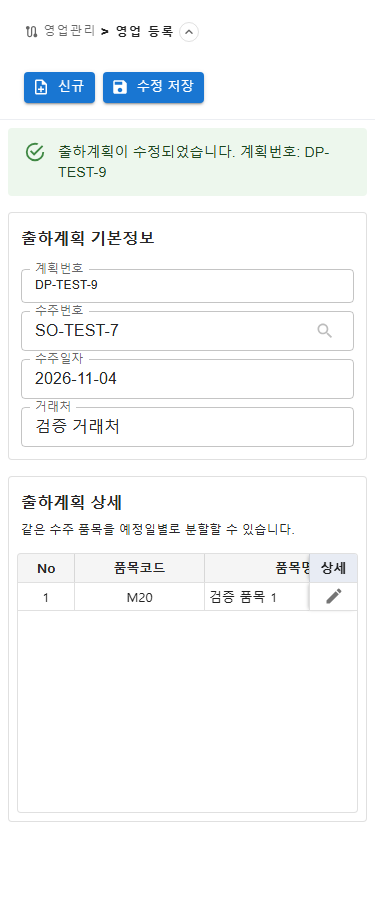 영업관리 > 영업 등록
신규 수정 저장
출하계획이 수정되었습니다. 계획번호: DP-
TEST-9
출하계획 기본정보
계획번호
DP-TEST-9
수주번호
SO-TEST-7
수주일자
2026-11-04
거래처
검증 거래처
출하계획 상세
같은 수주 품목을 예정일별로 분할할 수 있습니다.
No 품목코드 품목명 상세
1 M20 검증 품목 1